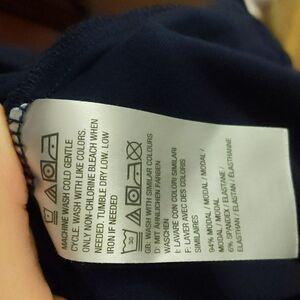 MACHINE WASH COLD GENTLE
CYCLE. WASH WITH LIKE COLORS.
ONLY NON-CHLORINE BLEACH WHEN
NEEDED. TUMBLE DRY LOW. LOW
IRON IF NEEDED
30
GB: WASH WITH SIMILAR COLOURS
D: MIT ÄHNLICHEN FARBEN
WASCHEN
I: LAVARE CON COLORI SIMILARI
F: LAVER AVEC DES COLORIS
SIMILAIRES
94% MODAL / MODAL / MODAL /
MODAL / MODAL
6% SPANDEX / ELASTANE /
ELASTHAN / ELASTAN / ÉLASTHANNE